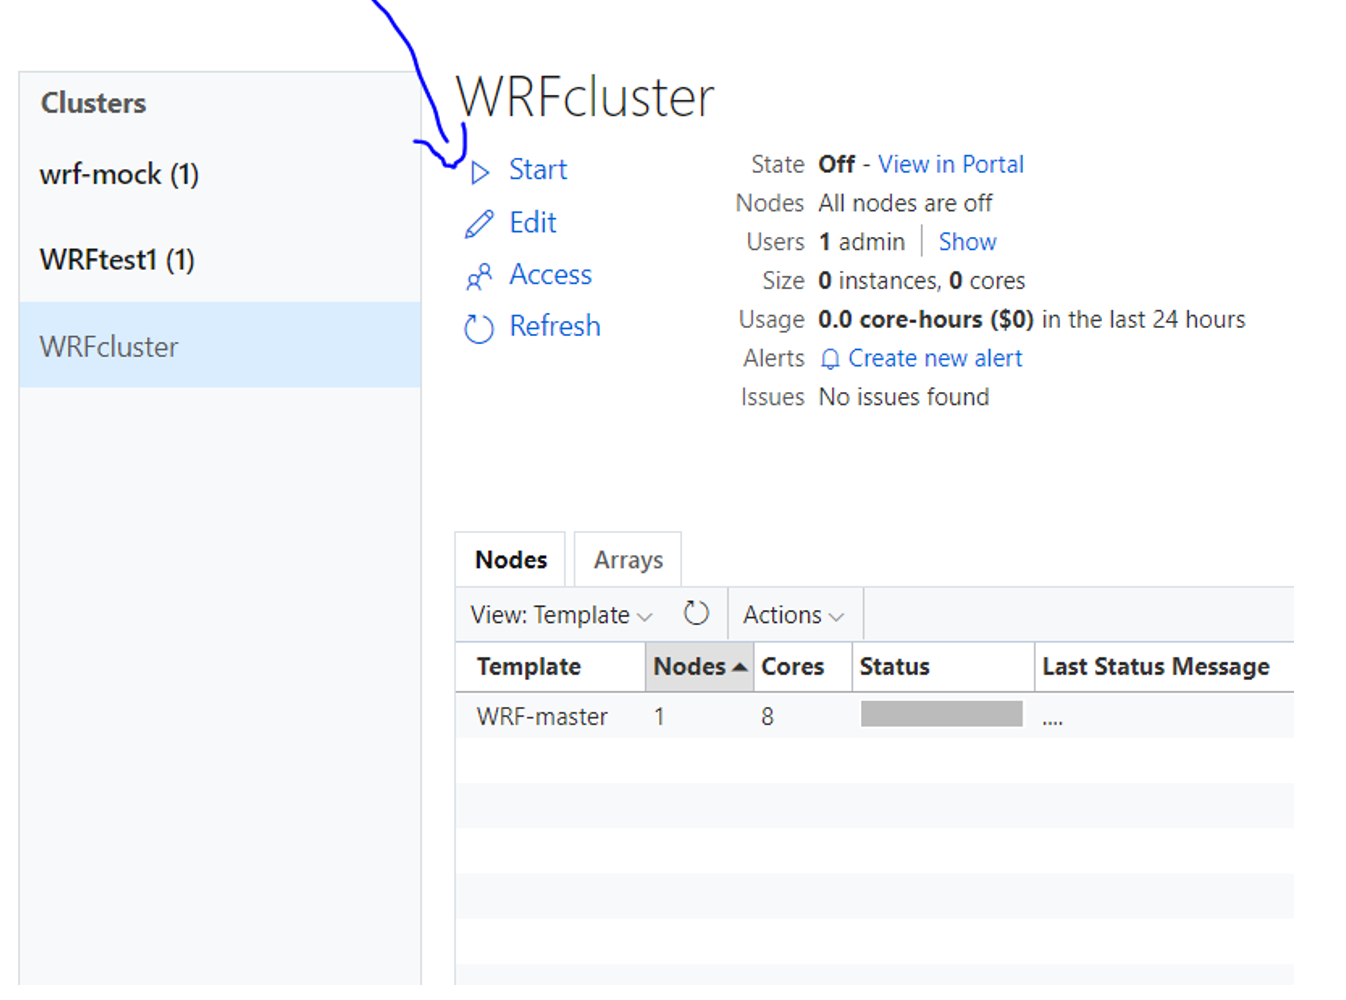 Clusters
wrf-mock (1)
WRFtest1 (1)
WRFcluster
WRFcluster
Start
Edit
Access
Refresh
State Off - View in Portal
Nodes All nodes are off
Users 1 admin Show
Size 0 instances, 0 cores
Usage 0.0 core-hours ($0) in the last 24 hours
Alerts Create new alert
Issues No issues found
Nodes Arrays
View: Template Actions
Template Nodes Cores Status Last Status Message
WRF-master 1 8 ....